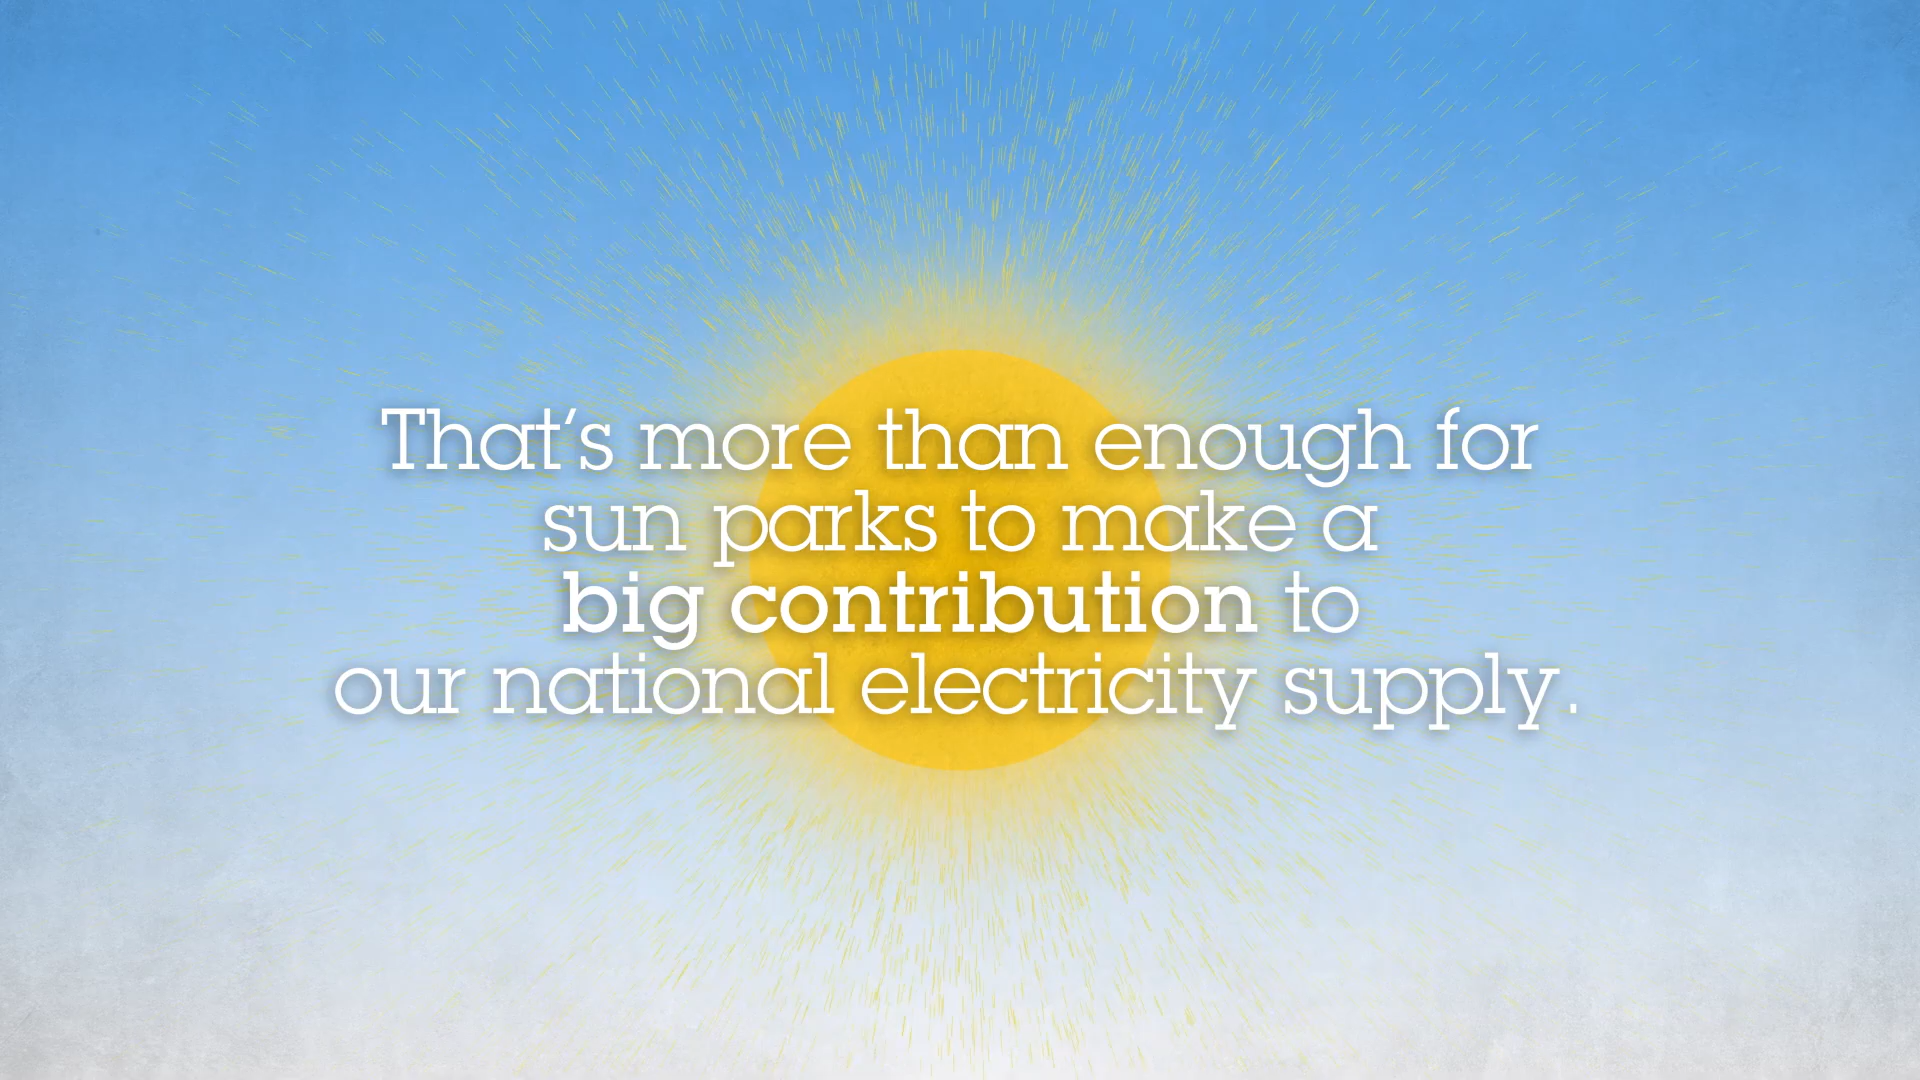 That's more than enough for
sun parks to make a
big contribution to
our national electricity supply.